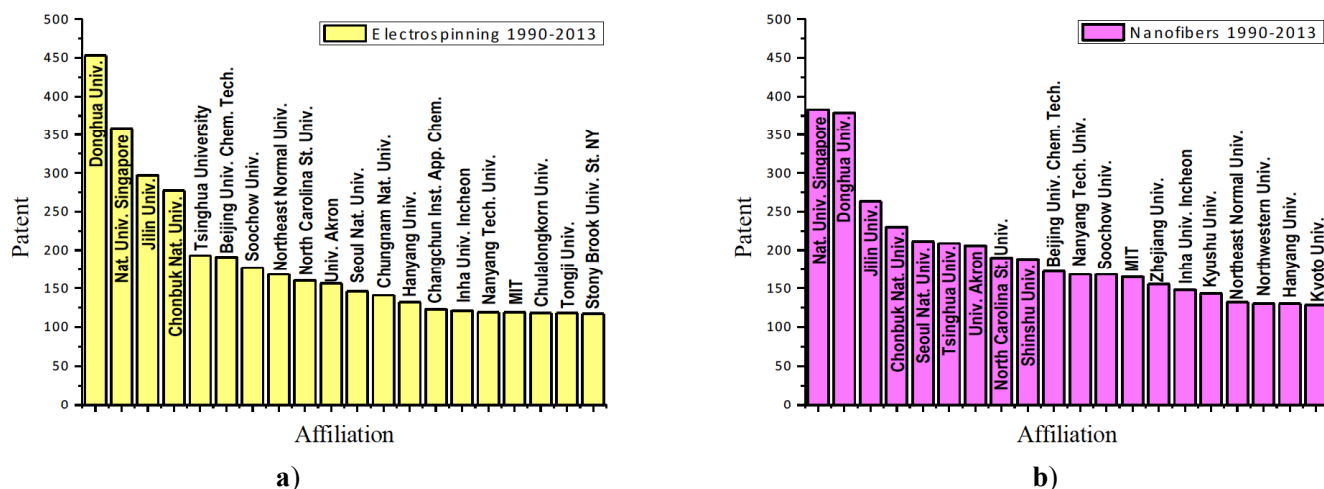 Electrospinning 1990-2013
Patent
500
450
400
350
300
250
200
150
100
50
0
Donghua Univ.
Nat. Univ. Singapore
Jilin Univ.
Chonbuk Nat. Univ.
Tsinghua University
Beijing Univ. Chem. Tech.
Soochow Univ.
Northeast Normal Univ.
North Carolina St. Univ.
Univ. Akron
Seoul Nat. Univ.
Chungnam Nat. Univ.
Hanyang Univ.
Changchun Inst. App. Chem.
Inha Univ. Incheon
Nanyang Tech. Univ.
MIT
Chulalongkorn Univ.
Tongji Univ.
Stony Brook Univ. St. NY
Affiliation
a)
Nanofibers 1990-2013
Patent
500
450
400
350
300
250
200
150
100
50
0
Nat. Univ. Singapore
Donghua Univ.
Jilin Univ.
Chonbuk Nat. Univ.
Seoul Nat. Univ.
Tsinghua Univ.
Univ. Akron
North Carolina St. Univ.
Shinshu Univ.
Beijing Univ. Chem. Tech.
Nanyang Tech. Univ.
Soochow Univ.
MIT
Zhejiang Univ.
Inha Univ. Incheon
Kyushu Univ.
Northeast Normal Univ.
Northwestern Univ.
Hanyang Univ.
Kyoto Univ.
Affiliation
b)